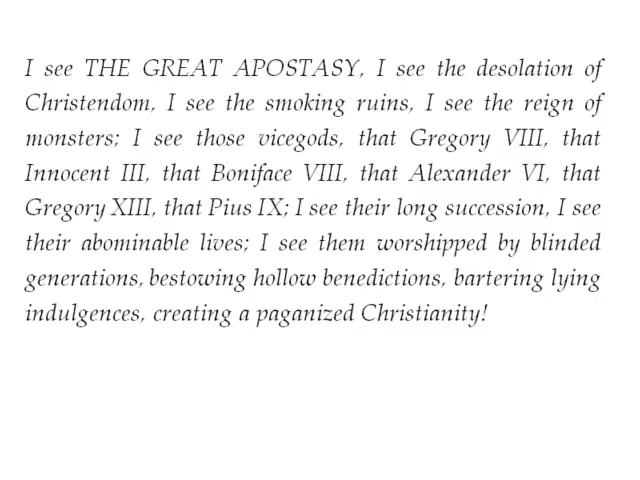 I see THE GREAT APOSTASY, I see the desolation of
Christendom, I see the smoking ruins, I see the reign of
monsters; I see those vicegods, that Gregory VIII, that
Innocent III, that Boniface VIII, that Alexander VI, that
Gregory XIII, that Pius IX; I see their long succession, I see
their abominable lives; I see them worshipped by blinded
generations, bestowing hollow benedictions, bartering lying
indulgences, creating a paganized Christianity!